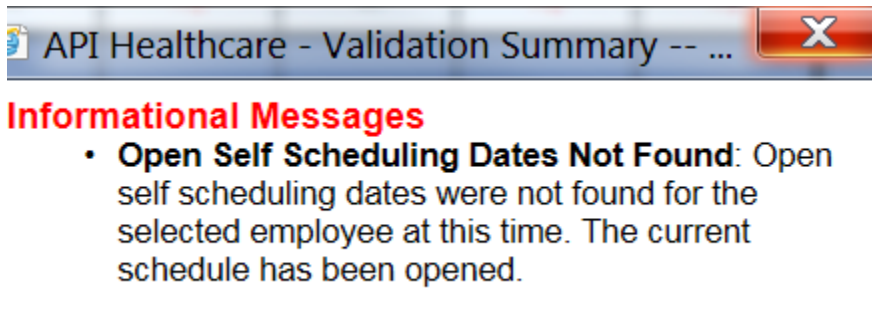 API Healthcare - Validation Summary -- ...
Informational Messages
• Open Self Scheduling Dates Not Found: Open
self scheduling dates were not found for the
selected employee at this time. The current
schedule has been opened.